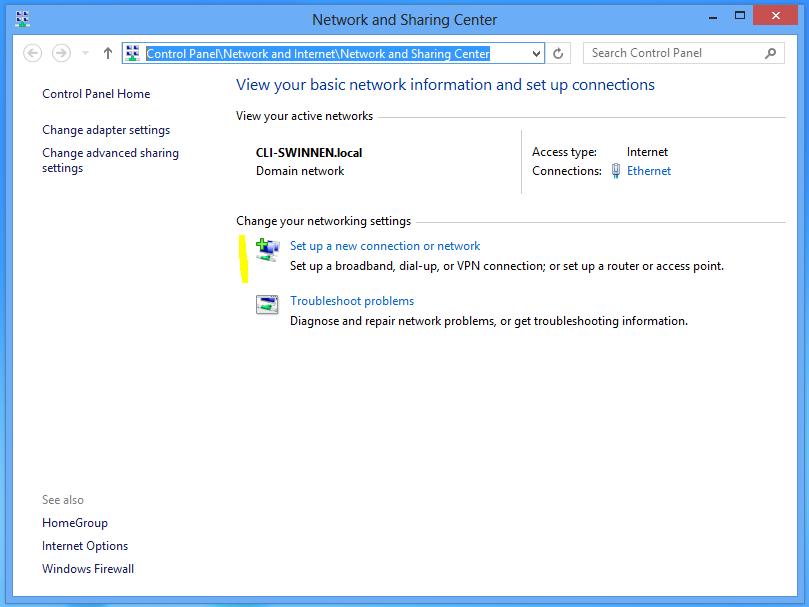 Network and Sharing Center
Control Panel\Network and Internet\Network and Sharing Center
Search Control Panel
Control Panel Home
Change adapter settings
Change advanced sharing
settings
View your basic network information and set up connections
View your active networks
CLI-SWINNEN.local
Domain network
Access type: Internet
Connections: Ethernet
Change your networking settings
Set up a new connection or network
Set up a broadband, dial-up, or VPN connection; or set up a router or access point.
Troubleshoot problems
Diagnose and repair network problems, or get troubleshooting information.
See also
HomeGroup
Internet Options
Windows Firewall